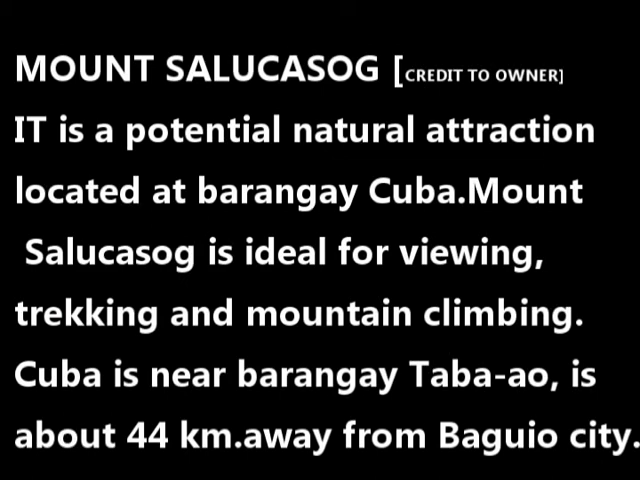 MOUNT SALUCASOG [CREDIT TO OWNER]
IT is a potential natural attraction
located at barangay Cuba.Mount
Salucasog is ideal for viewing,
trekking and mountain climbing.
Cuba is near barangay Taba-ao, is
about 44 km.away from Baguio city.